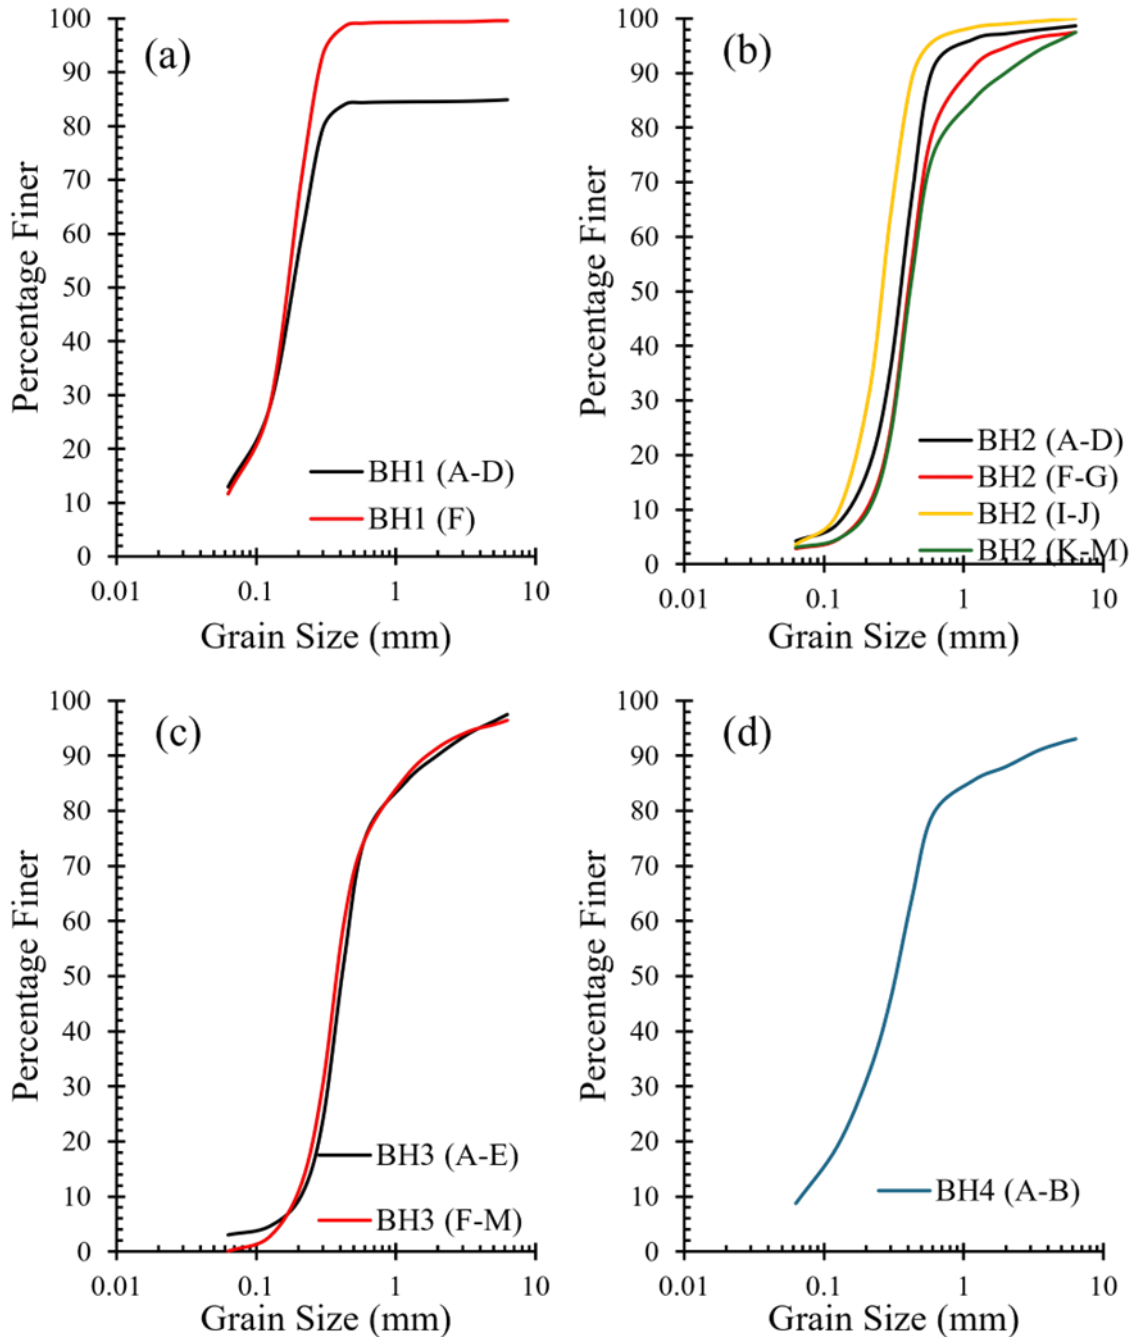 (a)
Percentage Finer
100
90
80
70
60
50
40
30
20
10
0
0.01
0.1
1
10
Grain Size (mm)
BH1 (A-D)
BH1 (F)
(b)
Percentage Finer
100
90
80
70
60
50
40
30
20
10
0
0.01
0.1
1
10
Grain Size (mm)
BH2 (A-D)
BH2 (F-G)
BH2 (I-J)
BH2 (K-M)
(c)
Percentage Finer
100
90
80
70
60
50
40
30
20
10
0
0.01
0.1
1
10
Grain Size (mm)
BH3 (A-E)
BH3 (F-M)
(d)
Percentage Finer
100
90
80
70
60
50
40
30
20
10
0
0.01
0.1
1
10
Grain Size (mm)
BH4 (A-B)